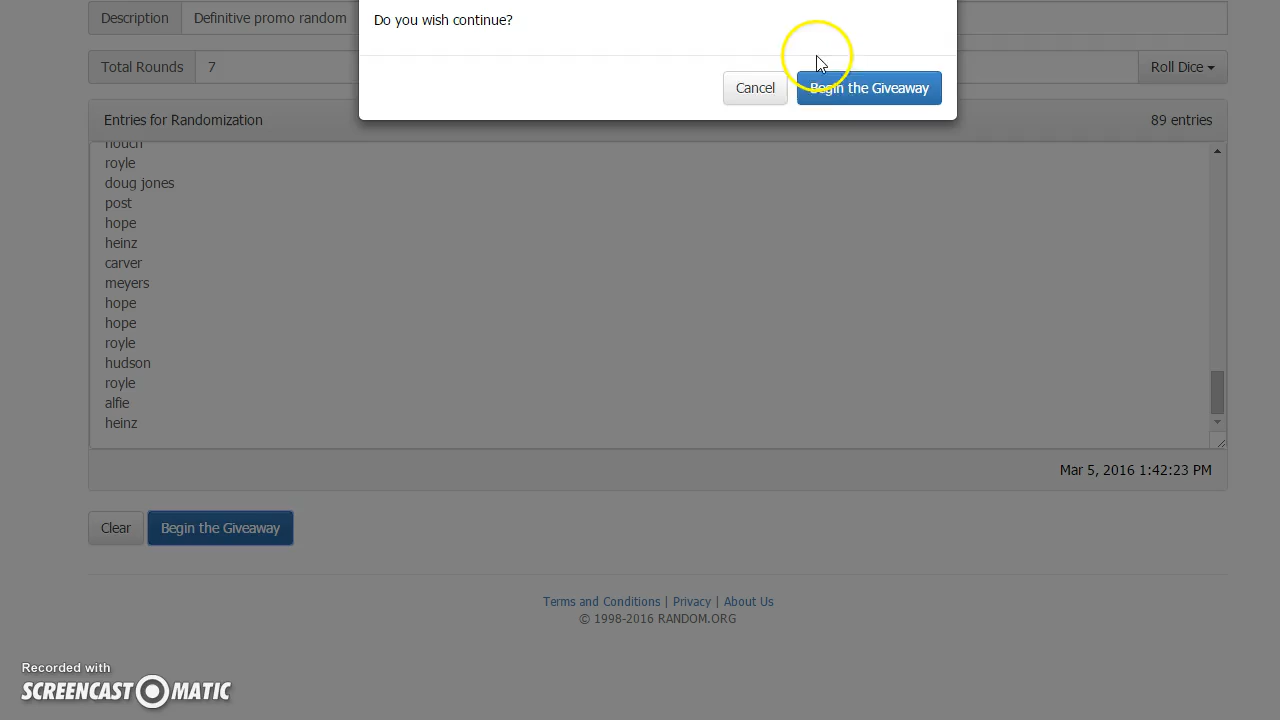 Do you wish continue?
Description Definitive promo random
Total Rounds 7 Roll Dice
Cancel Begin the Giveaway
Entries for Randomization 89 entries
houch
royle
doug jones
post
hope
heinz
carver
meyers
hope
hope
royle
hudson
royle
alfie
heinz
Mar 5, 2016 1:42:23 PM
Clear Begin the Giveaway
Terms and Conditions | Privacy | About Us
© 1998-2016 RANDOM.ORG
Recorded with
SCREENCAST MATIC